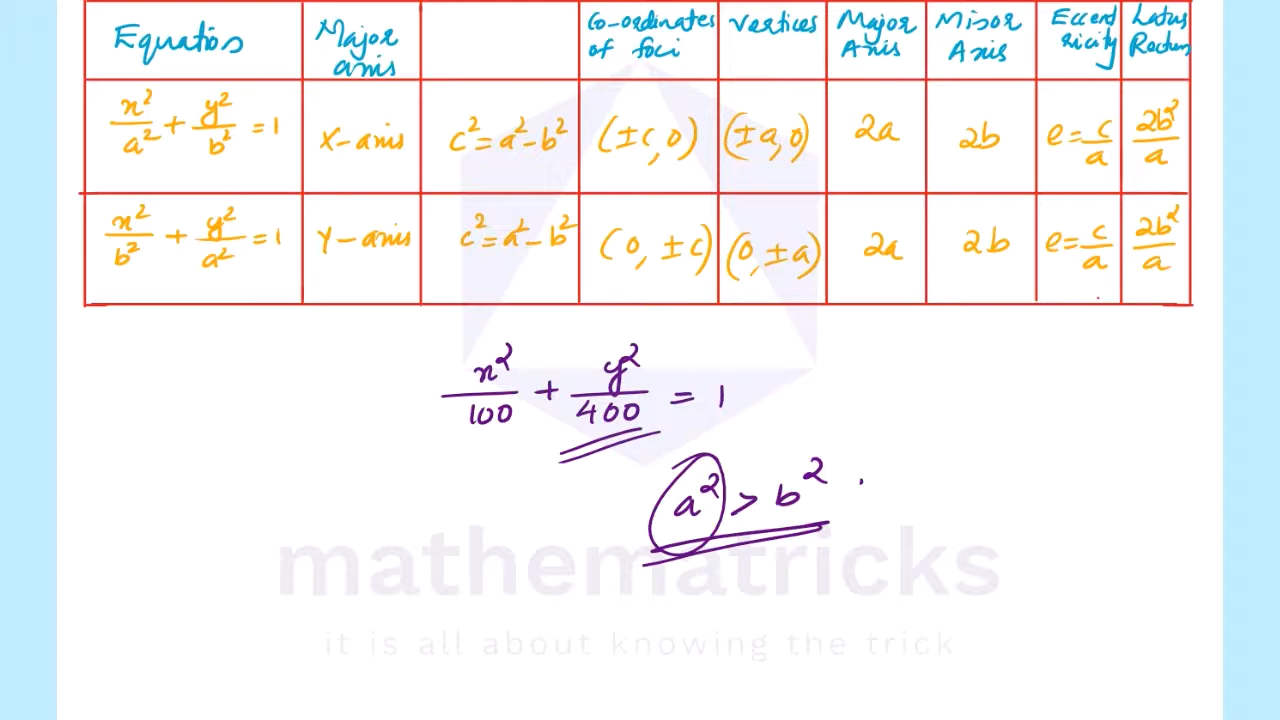 Equation Major axis Co-ordinates of foci Vertices Major Axis Minor Axis Eccentricity Latus Rectum
x²/a² + y²/b² = 1 X-axis c² = a² - b² (±c, 0) (±a, 0) 2a 2b e = c/a 2b²/a
x²/b² + y²/a² = 1 Y-axis c² = a² - b² (0, ±c) (0, ±a) 2a 2b e = c/a 2b²/a
x²/100 + y²/400 = 1
a² > b²
mathematricks
it is all about knowing the trick